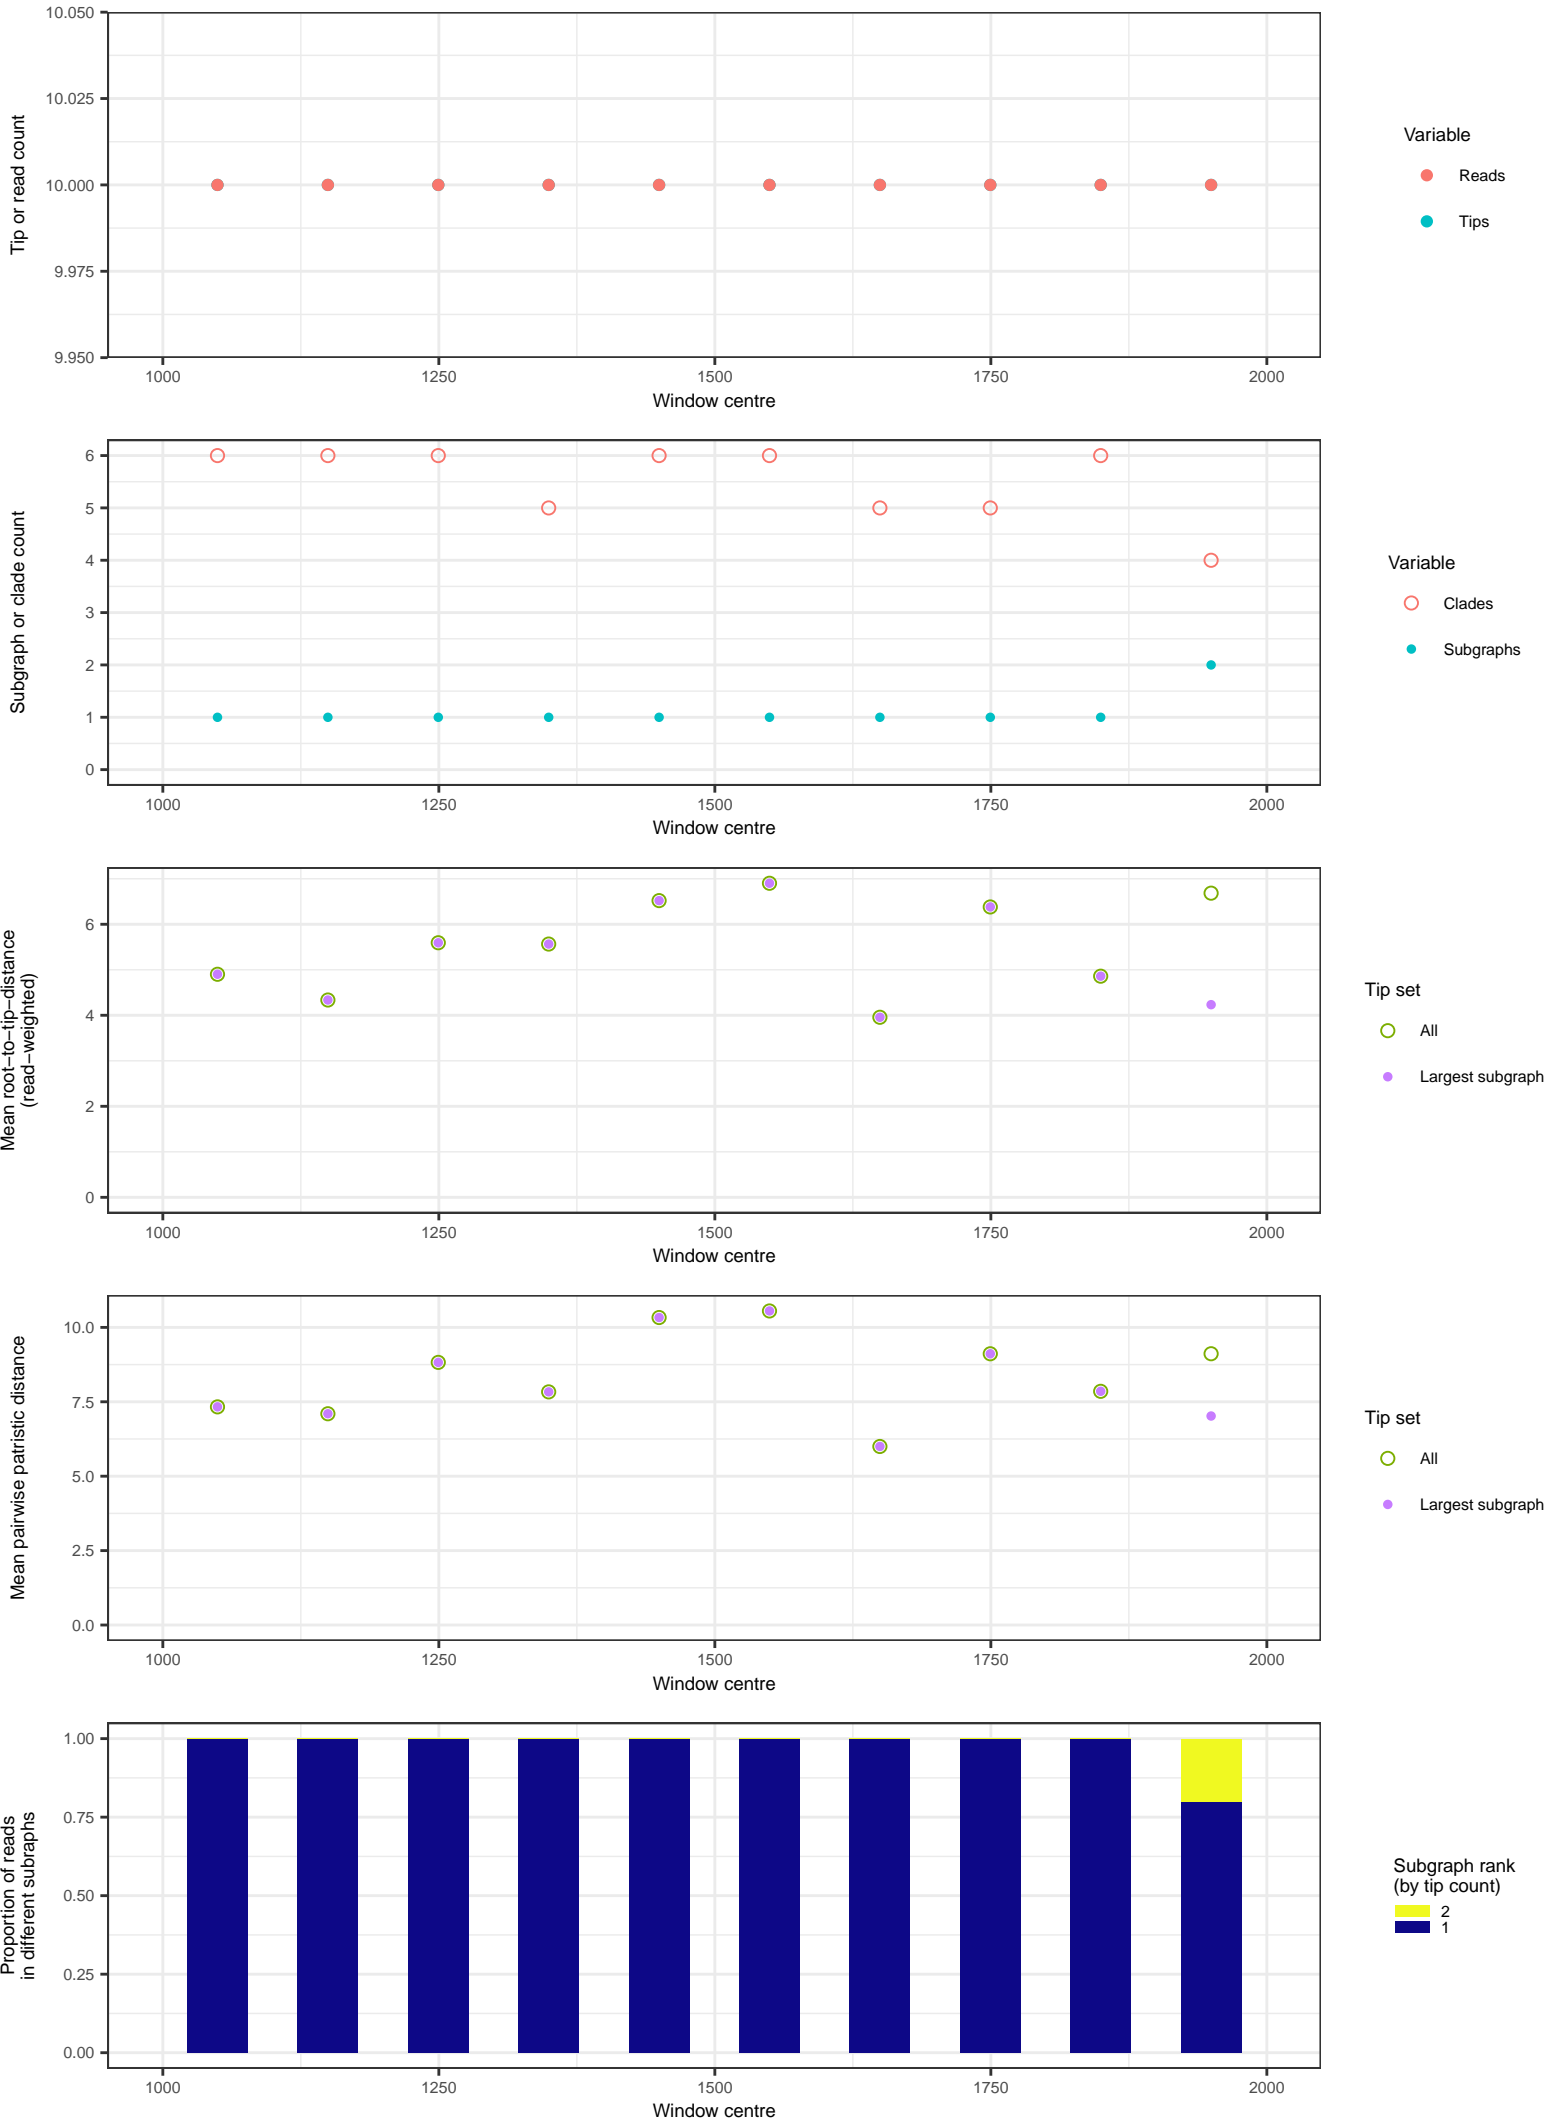 10.050
10.025
10.000
9.975
9.950
Tip or read count
1000 1250 1500 1750 2000
Window centre
Variable
Reads
Tips
6
5
4
3
2
1
0
Subgraph or clade count
1000 1250 1500 1750 2000
Window centre
Variable
Clades
Subgraphs
6
4
2
0
Mean root−to−tip−distance
(read−weighted)
1000 1250 1500 1750 2000
Window centre
Tip set
All
Largest subgraph
10.0
7.5
5.0
2.5
0.0
Mean pairwise patristic distance
1000 1250 1500 1750 2000
Window centre
Tip set
All
Largest subgraph
1.00
0.75
0.50
0.25
0.00
Proportion of reads
in different subraphs
1000 1250 1500 1750 2000
Window centre
Subgraph rank
(by tip count)
2
1